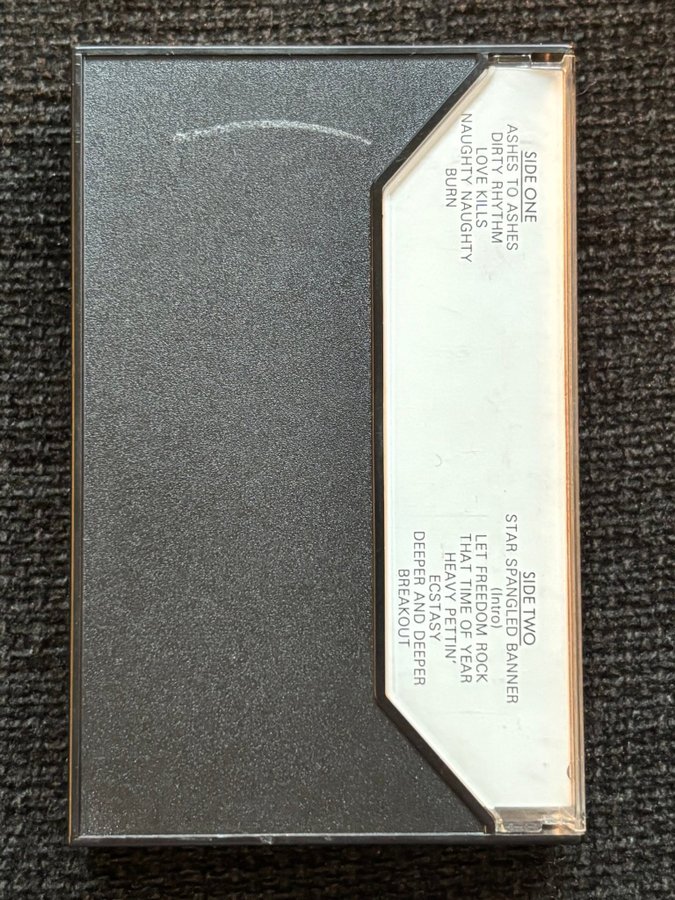 SIDE ONE
ASHES TO ASHES
DIRTY RHYTHM
LOVE KILLS
NAUGHTY NAUGHTY
BURN
SIDE TWO
STAR SPANGLED BANNER
(Intro)
LET FREEDOM ROCK
THAT TIME OF YEAR
HEAVY PETTIN'
ECSTASY
DEEPER AND DEEPER
BREAKOUT